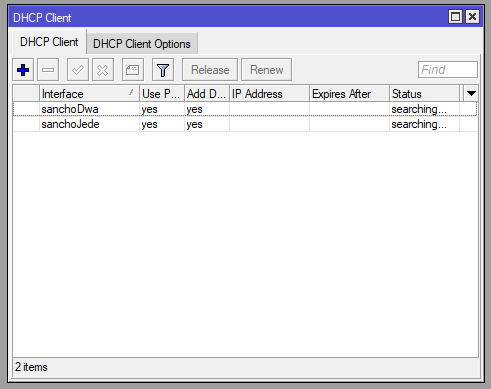 DHCP Client
DHCP Client DHCP Client Options
Release Renew Find
Interface Use P... Add D... IP Address Expires After Status
sanchoDwa yes yes searching...
sanchoJede yes yes searching...
2 items